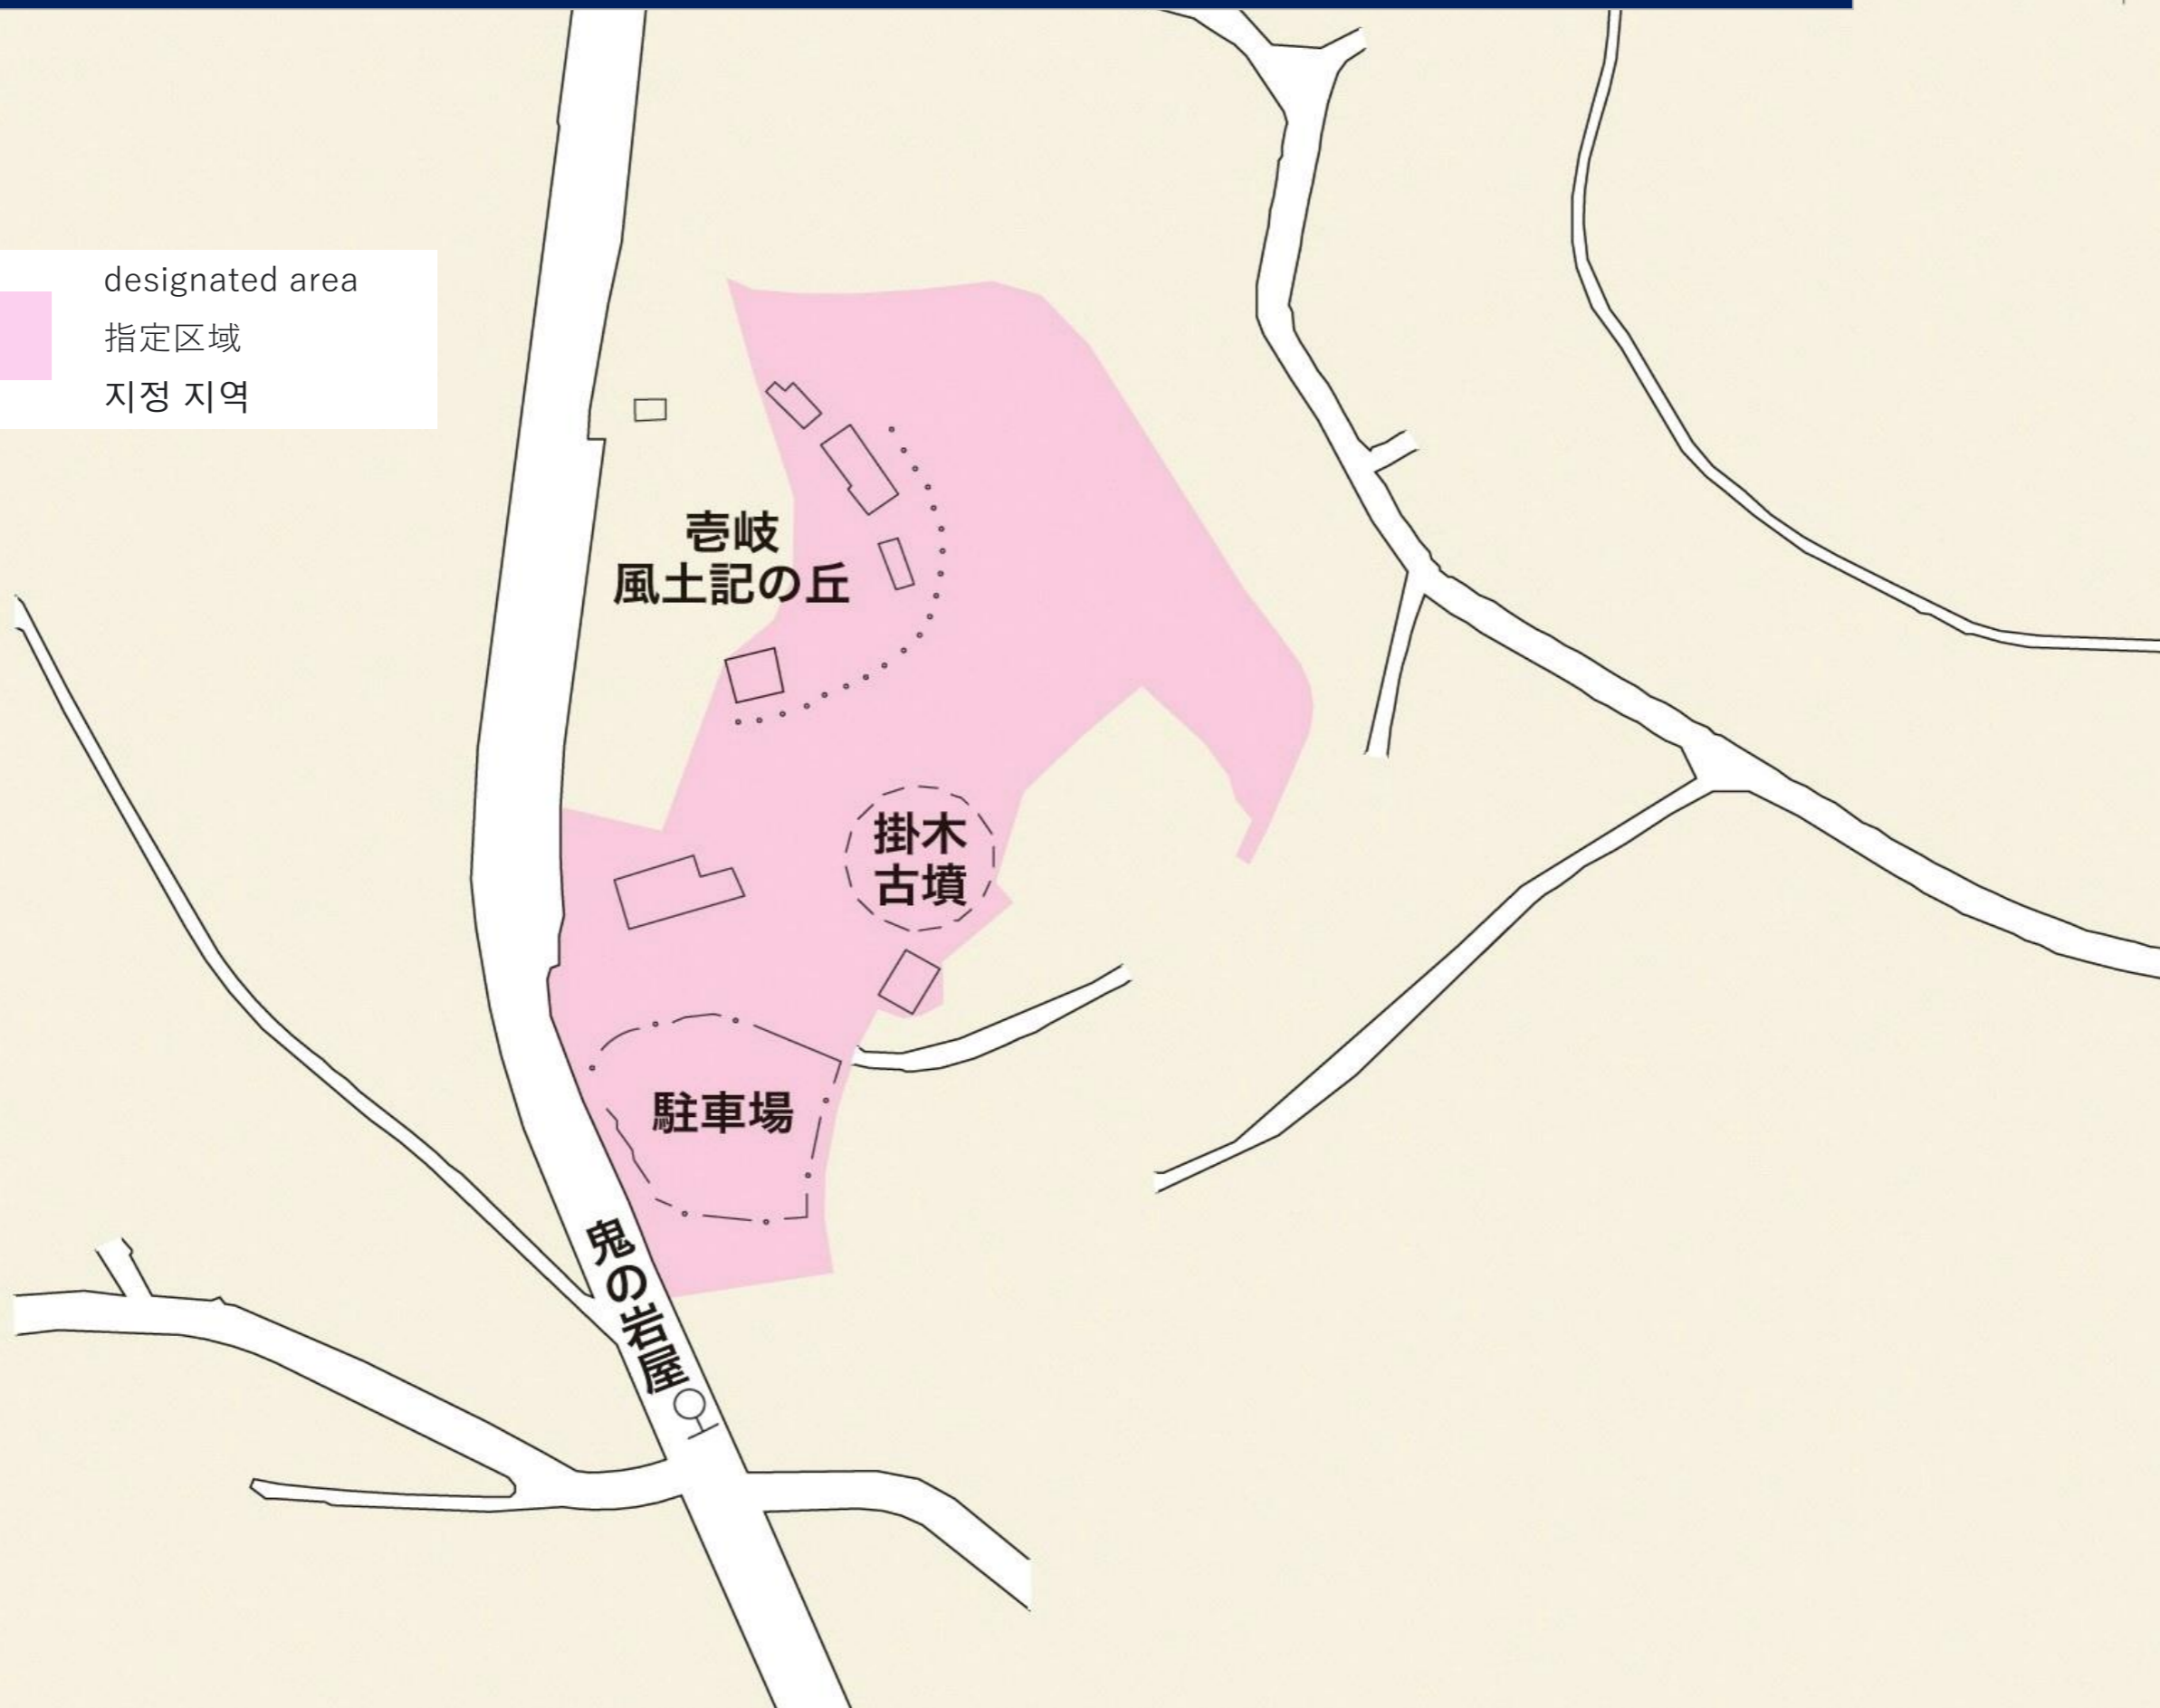 designated area
指定区域
지정 지역
壱岐
風土記の丘
掛木
古墳
駐車場
鬼の岩屋